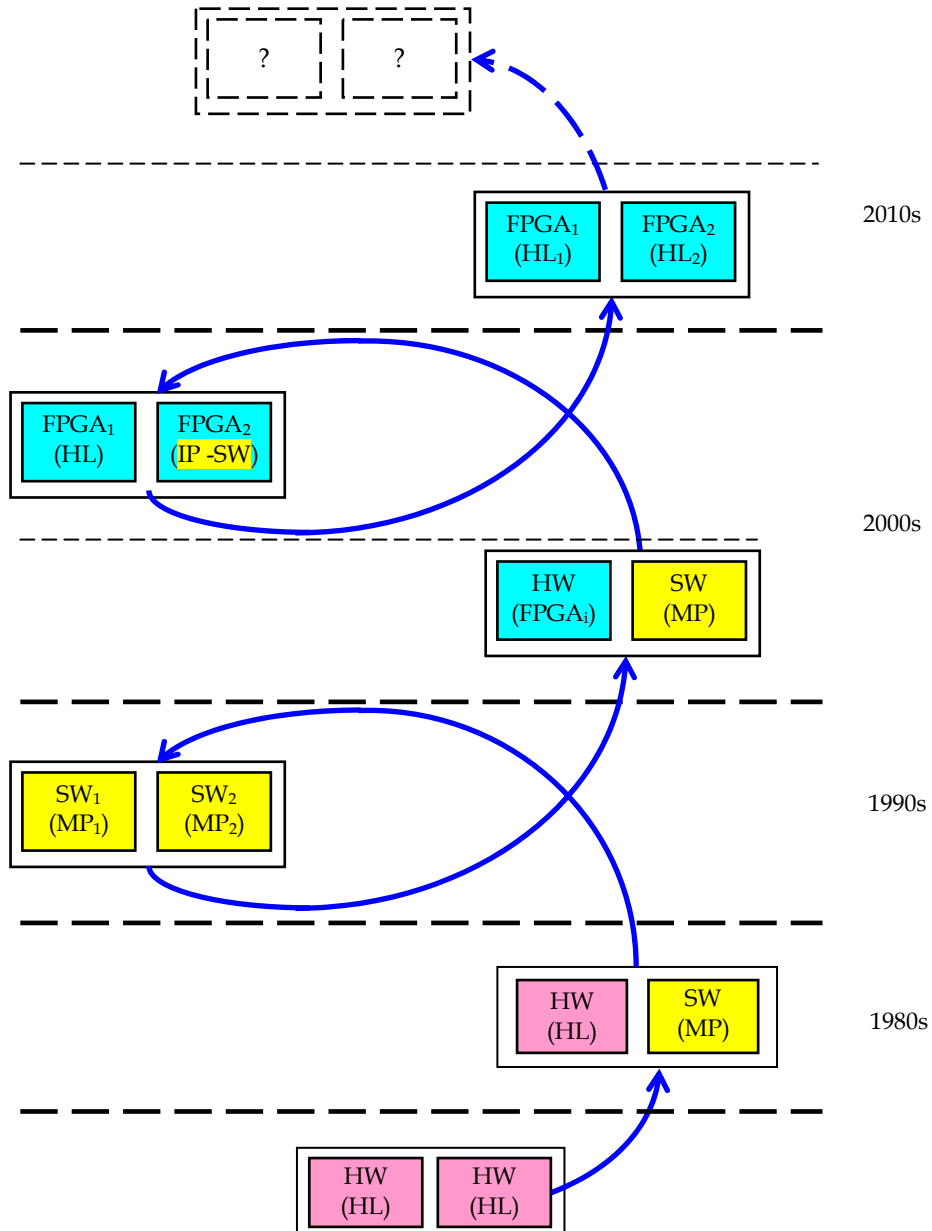 ? ?
2010s
FPGA₁ FPGA₂
(HL₁) (HL₂)
FPGA₁ FPGA₂
(HL) (IP -SW)
2000s
HW SW
(FPGAᵢ) (MP)
SW₁ SW₂
(MP₁) (MP₂)
1990s
HW SW
(HL) (MP)
1980s
HW HW
(HL) (HL)